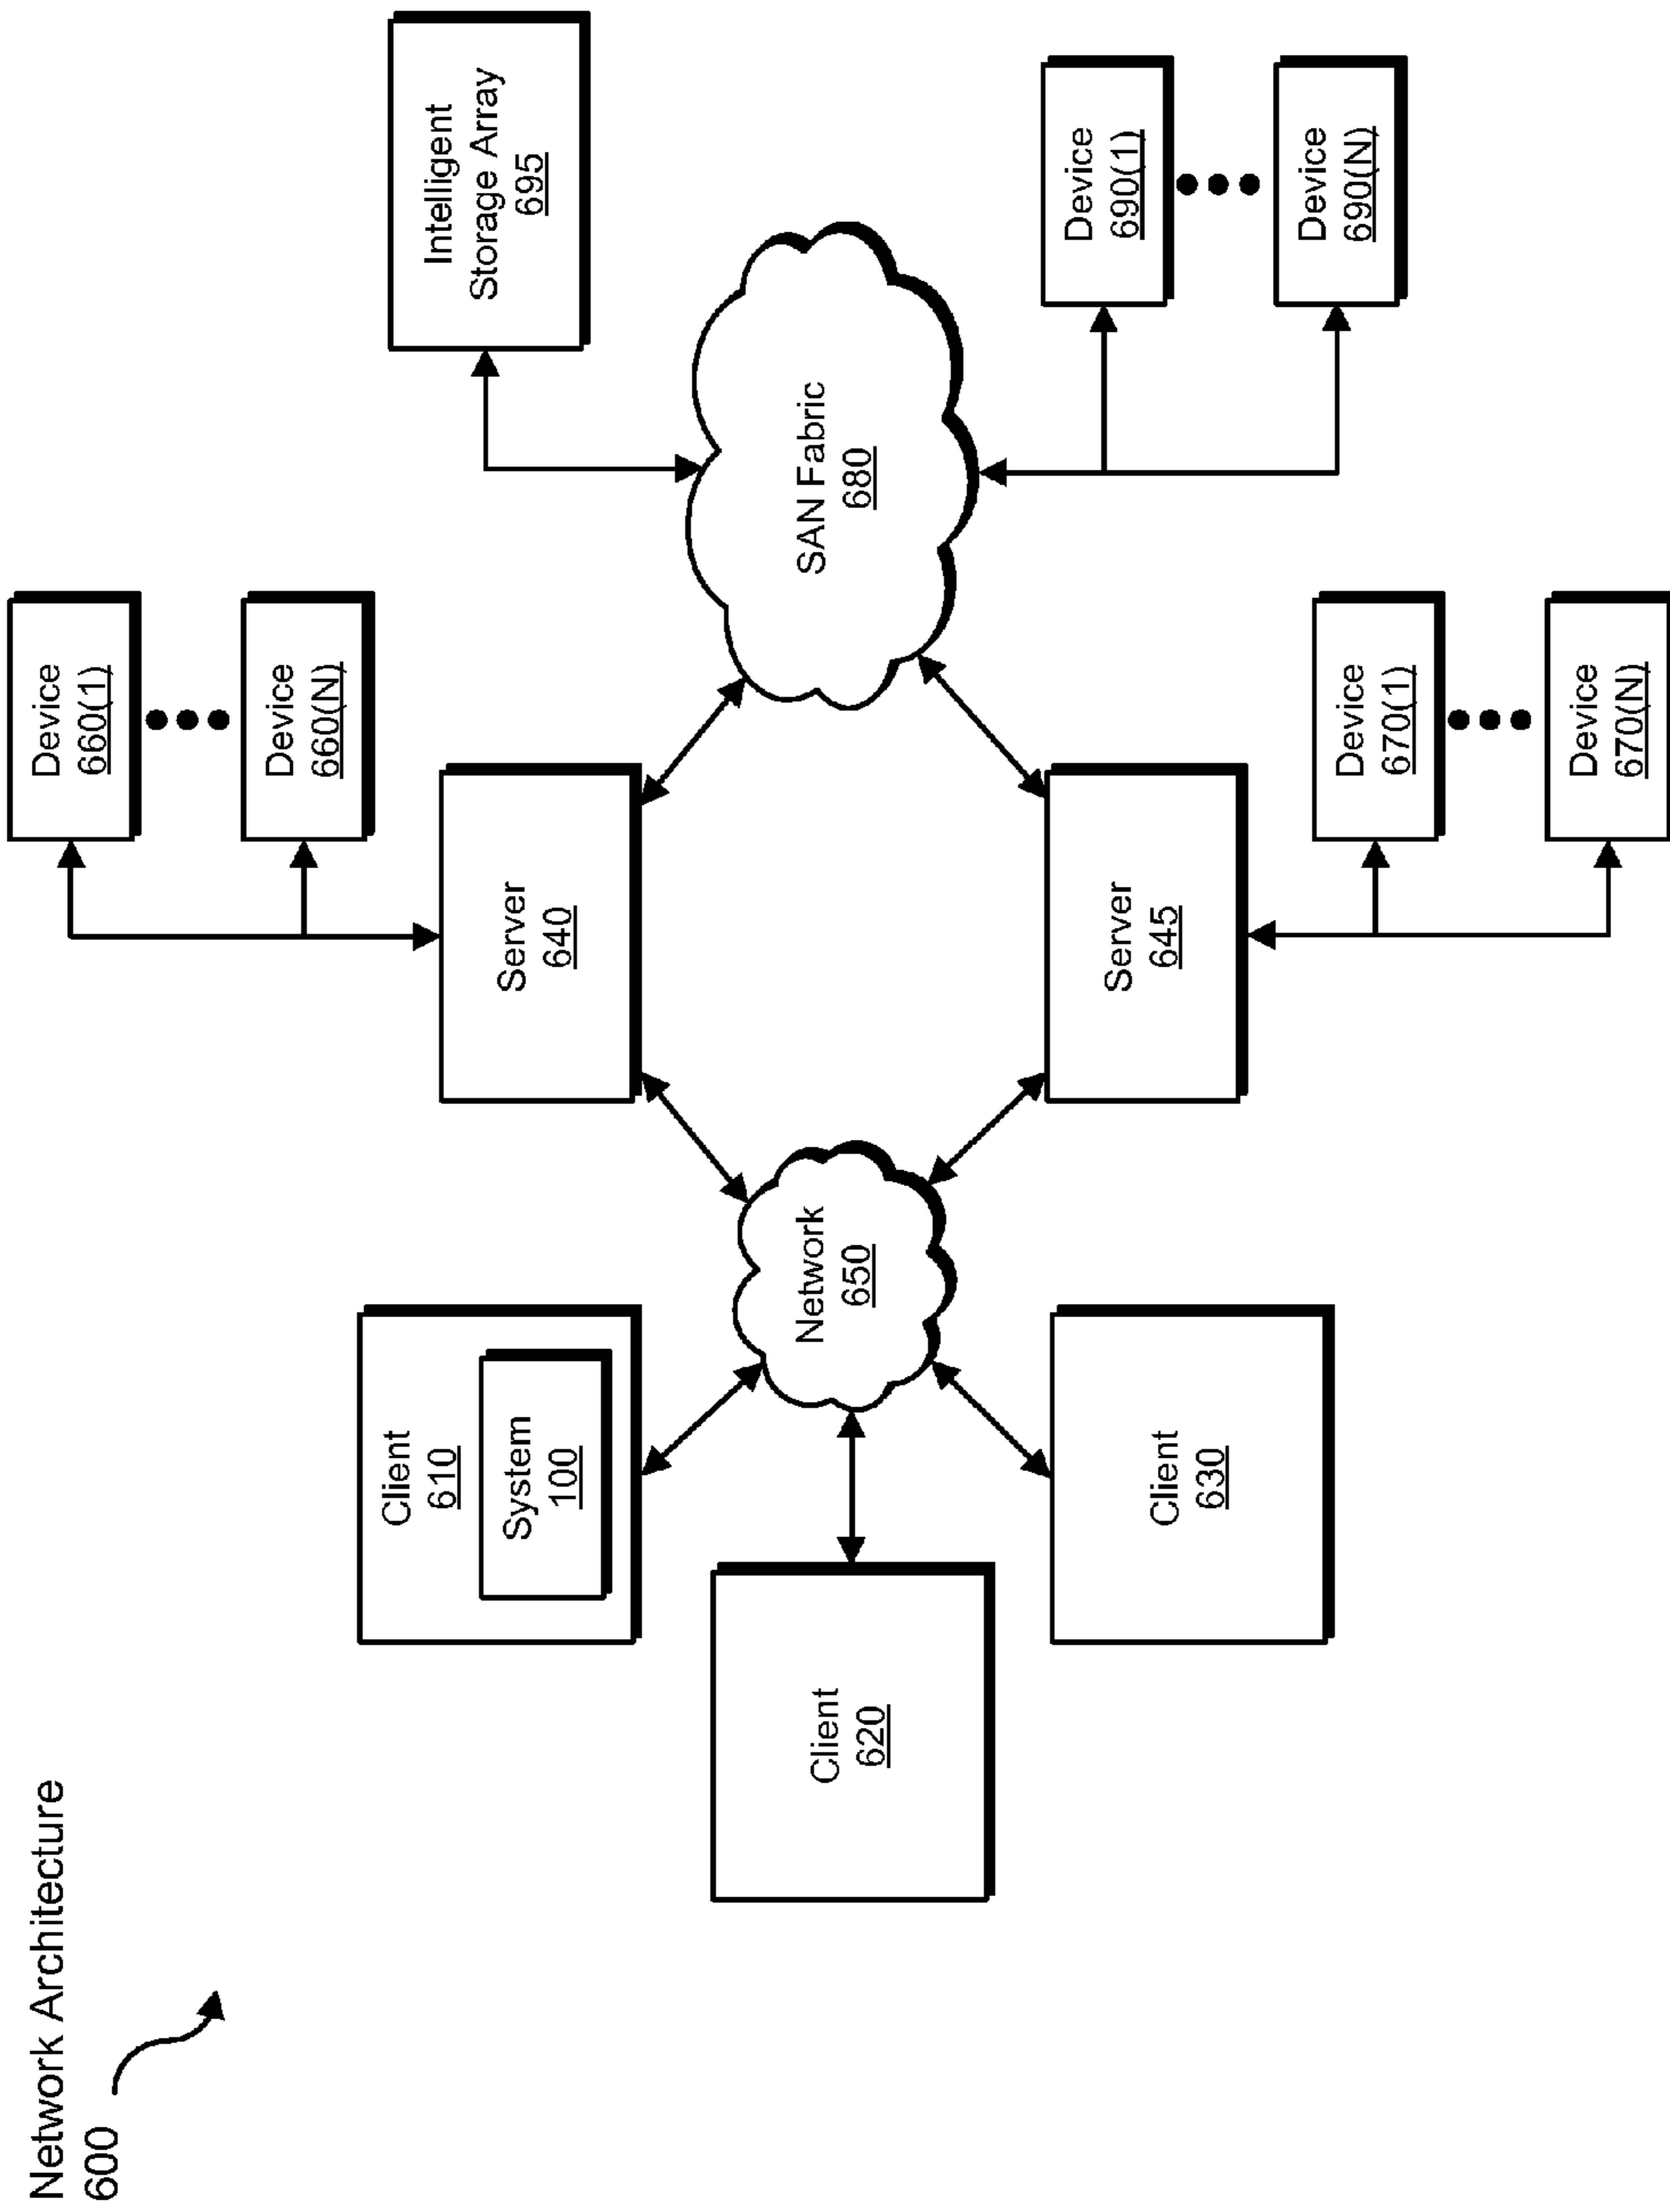 Network Architecture
600
Device
660(1)
Device
660(N)
Intelligent
Storage Array
695
Client
610
System
100
Server
640
Client
620
Network
650
SAN Fabric
680
Client
630
Server
645
Device
690(1)
Device
690(N)
Device
670(1)
Device
670(N)